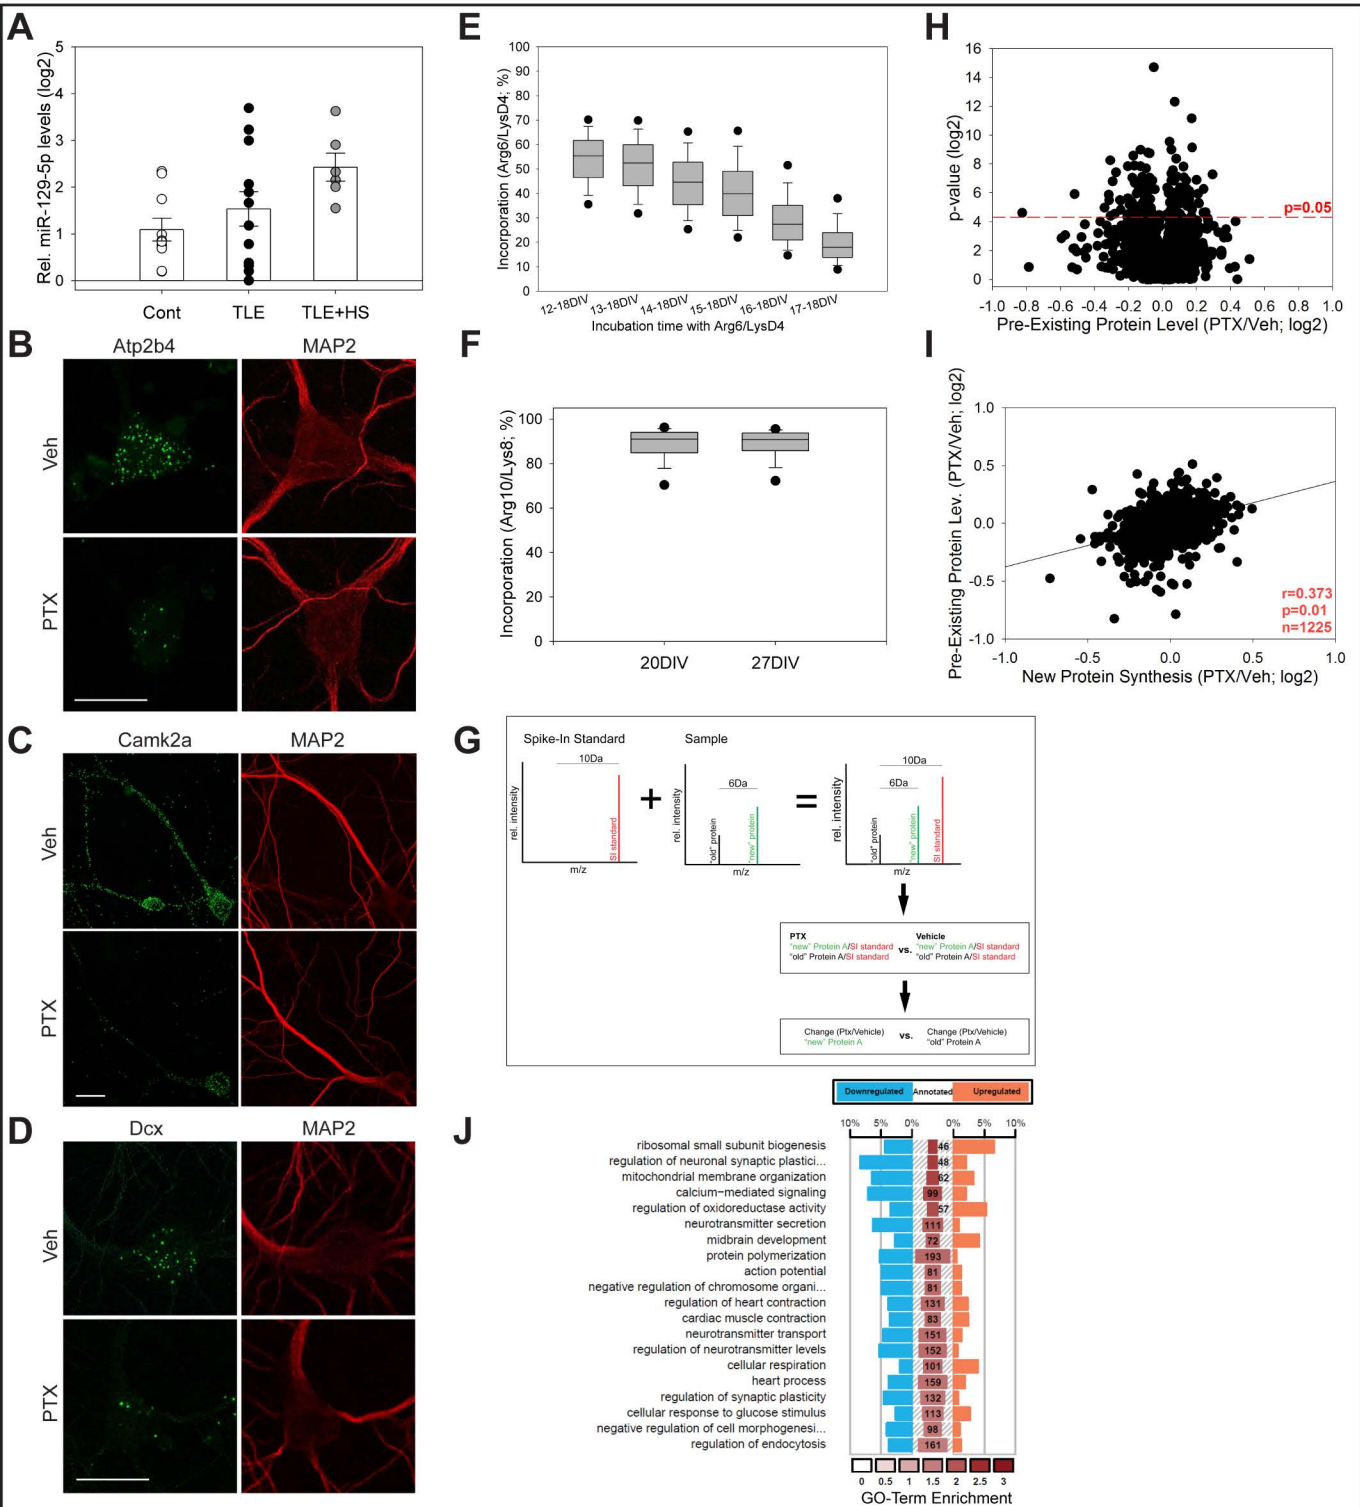 A
Rel. miR-129-5p levels (log2)
5
4
3
2
1
0
Cont TLE TLE+HS
B
Atp2b4 MAP2
Veh
PTX
C
Camk2a MAP2
Veh
PTX
D
Dcx MAP2
Veh
PTX
E
Incorporation (Arg6/LysD4; %)
100
90
80
70
60
50
40
30
20
10
0
12-18DIV 13-18DIV 14-18DIV 15-18DIV 16-18DIV 17-18DIV
Incubation time with Arg6/LysD4
F
Incorporation (Arg10/Lys8; %)
100
80
60
40
20
0
20DIV 27DIV
G
Spike-In Standard
10Da
rel. intensity
SI standard
m/z
+
Sample
6Da
rel. intensity
"old" protein
"new" protein
m/z
=
10Da
6Da
rel. intensity
"old" protein
"new" protein
SI standard
m/z
PTX
"new" Protein A/SI standard
"old" Protein A/SI standard
vs.
Vehicle
"new" Protein A/SI standard
"old" Protein A/SI standard
Change (Ptx/Vehicle)
"new" Protein A
vs.
Change (Ptx/Vehicle)
"old" Protein A
H
p-value (log2)
16
14
12
10
8
6
4
2
0
p=0.05
-1.0 -0.8 -0.6 -0.4 -0.2 0.0 0.2 0.4 0.6 0.8 1.0
Pre-Existing Protein Level (PTX/Veh; log2)
I
Pre-Existing Protein Lev. (PTX/Veh; log2)
1.0
0.5
0.0
-0.5
-1.0
r=0.373
p=0.01
n=1225
-1.0 -0.5 0.0 0.5 1.0
New Protein Synthesis (PTX/Veh; log2)
J
Downregulated Annotated Upregulated
10% 5% 0% 0% 5% 10%
ribosomal small subunit biogenesis 46
regulation of neuronal synaptic plastici... 48
mitochondrial membrane organization 62
calcium−mediated signaling 99
regulation of oxidoreductase activity 57
neurotransmitter secretion 111
midbrain development 72
protein polymerization 193
action potential 81
negative regulation of chromosome organi... 81
regulation of heart contraction 131
cardiac muscle contraction 83
neurotransmitter transport 151
regulation of neurotransmitter levels 152
cellular respiration 101
heart process 159
regulation of synaptic plasticity 132
cellular response to glucose stimulus 113
negative regulation of cell morphogenesi... 98
regulation of endocytosis 161
0 0.5 1 1.5 2 2.5 3
GO-Term Enrichment